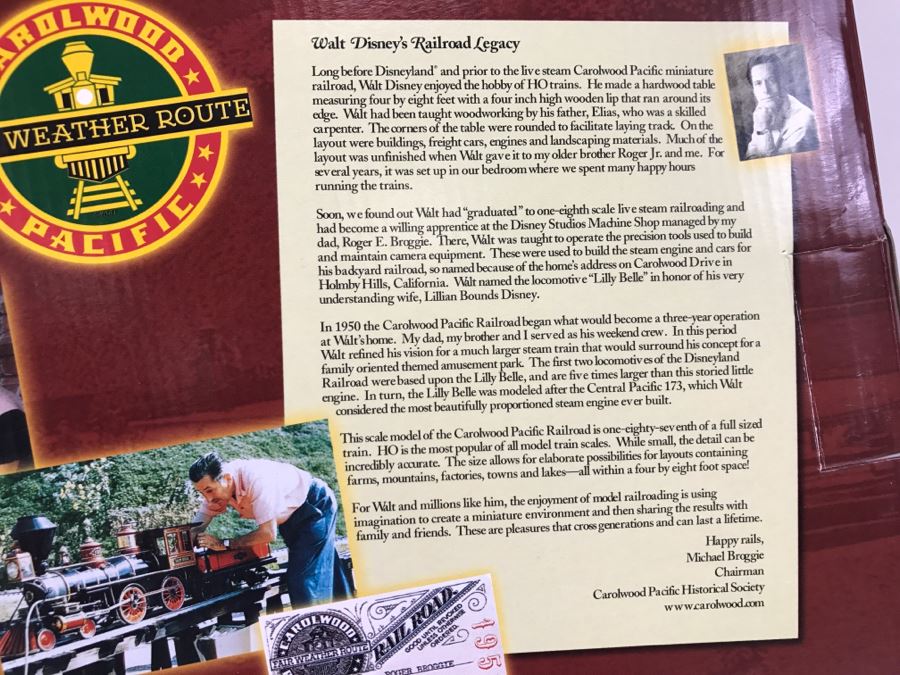 CAROLWOOD
WEATHER ROUTE
PACIFIC
Walt Disney's Railroad Legacy
Long before Disneyland® and prior to the live steam Carolwood Pacific miniature
railroad, Walt Disney enjoyed the hobby of HO trains. He made a hardwood table
measuring four by eight feet with a four inch high wooden lip that ran around its
edge. Walt had been taught woodworking by his father, Elias, who was a skilled
carpenter. The corners of the table were rounded to facilitate laying track. On the
layout were buildings, freight cars, engines and landscaping materials. Much of the
layout was unfinished when Walt gave it to my older brother Roger Jr. and me. For
several years, it was set up in our bedroom where we spent many happy hours
running the trains.
Soon, we found out Walt had "graduated" to one-eighth scale live steam railroading and
had become a willing apprentice at the Disney Studios Machine Shop managed by my
dad, Roger E. Broggie. There, Walt was taught to operate the precision tools used to build
and maintain camera equipment. These were used to build the steam engine and cars for
his backyard railroad, so named because of the home's address on Carolwood Drive in
Holmby Hills, California. Walt named the locomotive "Lilly Belle" in honor of his very
understanding wife, Lillian Bounds Disney.
In 1950 the Carolwood Pacific Railroad began what would become a three-year operation
at Walt's home. My dad, my brother and I served as his weekend crew. In this period
Walt refined his vision for a much larger steam train that would surround his concept for a
family oriented themed amusement park. The first two locomotives of the Disneyland
Railroad were based upon the Lilly Belle, and are five times larger than this storied little
engine. In turn, the Lilly Belle was modeled after the Central Pacific 173, which Walt
considered the most beautifully proportioned steam engine ever built.
This scale model of the Carolwood Pacific Railroad is one-eighty-seventh of a full sized
train. HO is the most popular of all model train scales. While small, the detail can be
incredibly accurate. The size allows for elaborate possibilities for layouts containing
farms, mountains, factories, towns and lakes—all within a four by eight foot space!
For Walt and millions like him, the enjoyment of model railroading is using
imagination to create a miniature environment and then sharing the results with
family and friends. These are pleasures that cross generations and can last a lifetime.
Happy rails,
Michael Broggie
Chairman
Carolwood Pacific Historical Society
www.carolwood.com
CAROLWOOD
FAIR WEATHER ROUTE
RAIL ROAD.
GOOD UNTIL REVOKED
UNLESS OTHERWISE
ORDERED.
195
ROGER BROGGIE